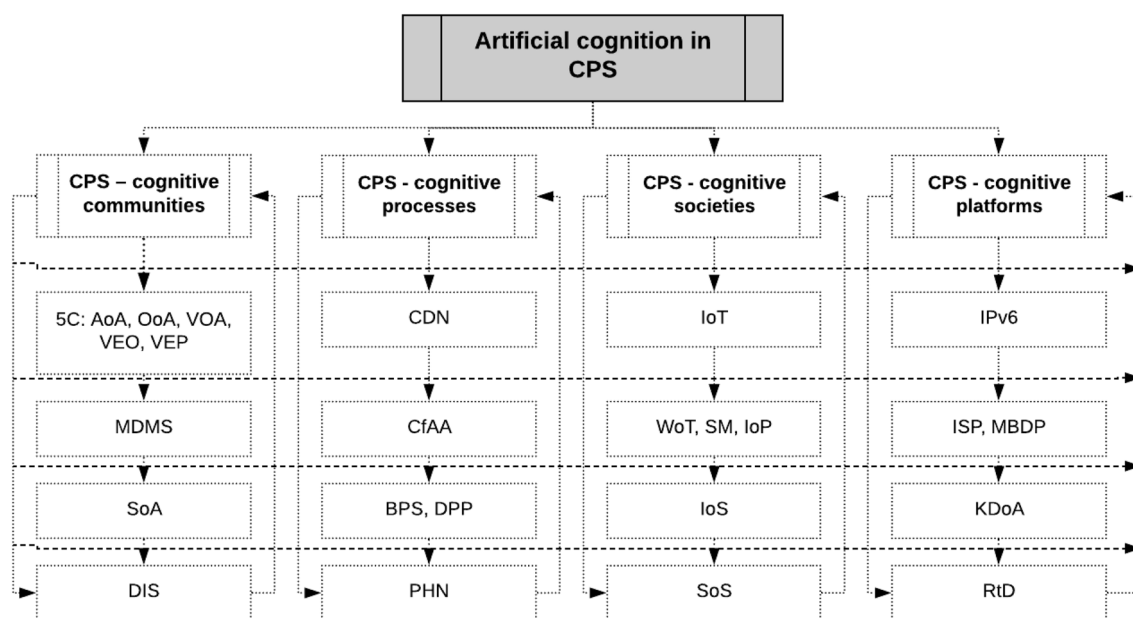 Artificial cognition in
CPS
CPS – cognitive
communities
CPS - cognitive
processes
CPS - cognitive
societies
CPS - cognitive
platforms
5C: AoA, OoA, VOA,
VEO, VEP
CDN
IoT
IPv6
MDMS
CfAA
WoT, SM, IoP
ISP, MBDP
SoA
BPS, DPP
IoS
KDoA
DIS
PHN
SoS
RtD